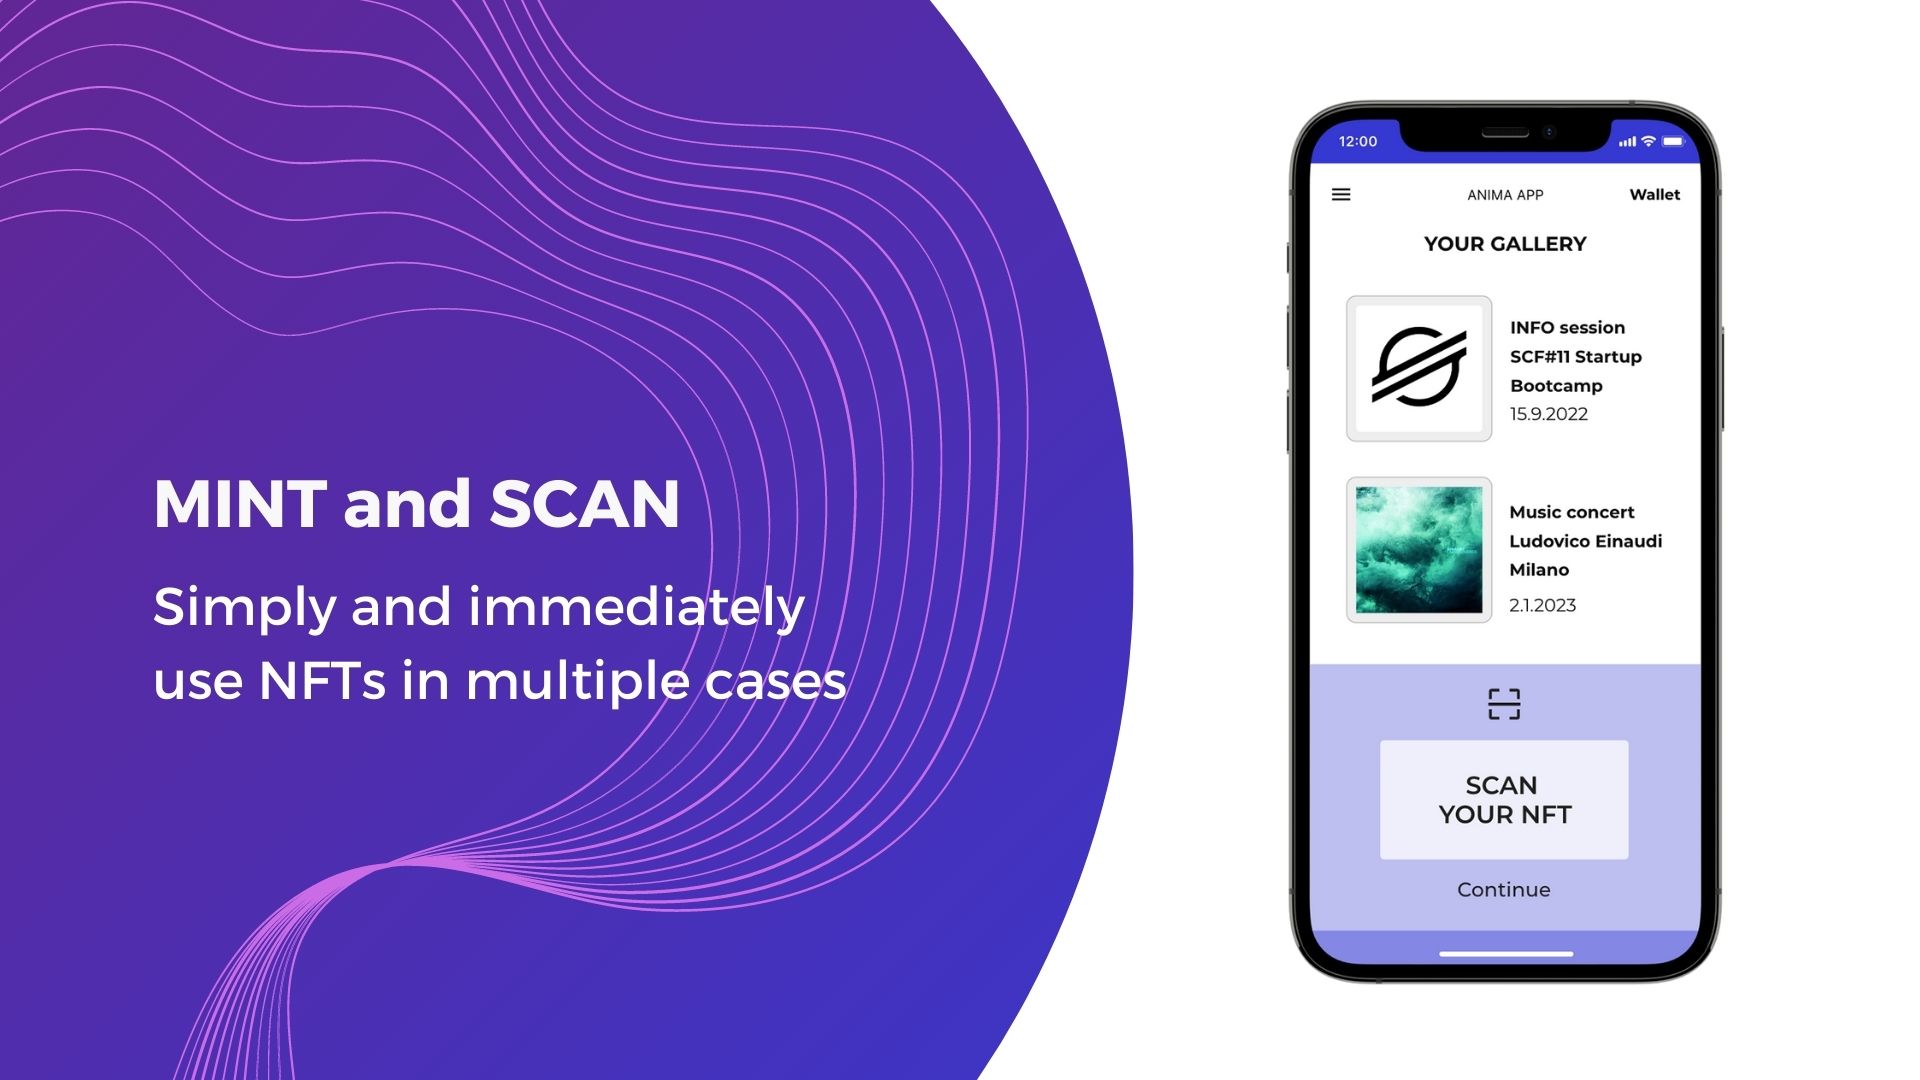 MINT and SCAN
Simply and immediately
use NFTs in multiple cases
12:00
ANIMA APP
Wallet
YOUR GALLERY
INFO session
SCF#11 Startup
Bootcamp
15.9.2022
Music concert
Ludovico Einaudi
Milano
2.1.2023
SCAN
YOUR NFT
Continue